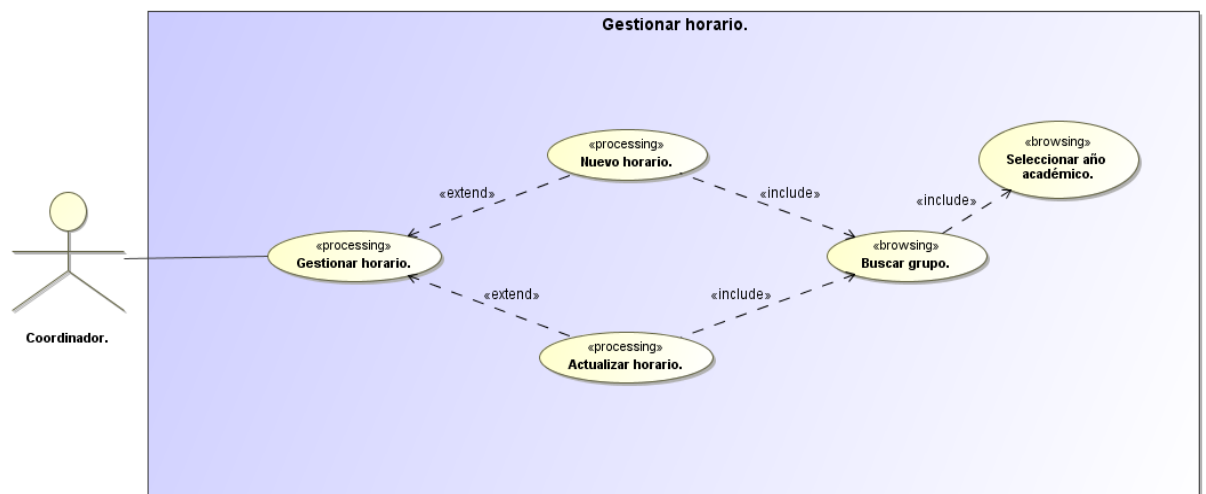 Gestionar horario.
«processing»
Nuevo horario.
«browsing»
Seleccionar año
académico.
«extend»
«include»
«include»
«processing»
Gestionar horario.
«browsing»
Buscar grupo.
«extend»
«include»
Coordinador.
«processing»
Actualizar horario.